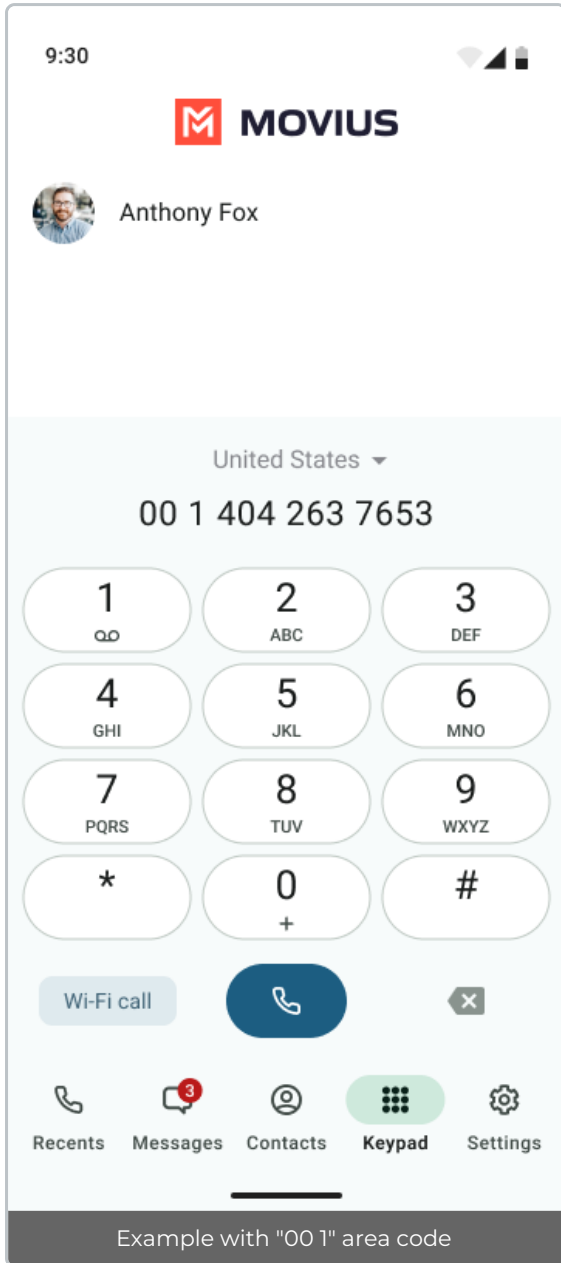 9:30
MOVIUS
Anthony Fox
United States
00 1 404 263 7653
1 2 3
ABC DEF
4 5 6
GHI JKL MNO
7 8 9
PQRS TUV WXYZ
* 0 #
+
Wi-Fi call
3
Recents Messages Contacts Keypad Settings
Example with "00 1" area code